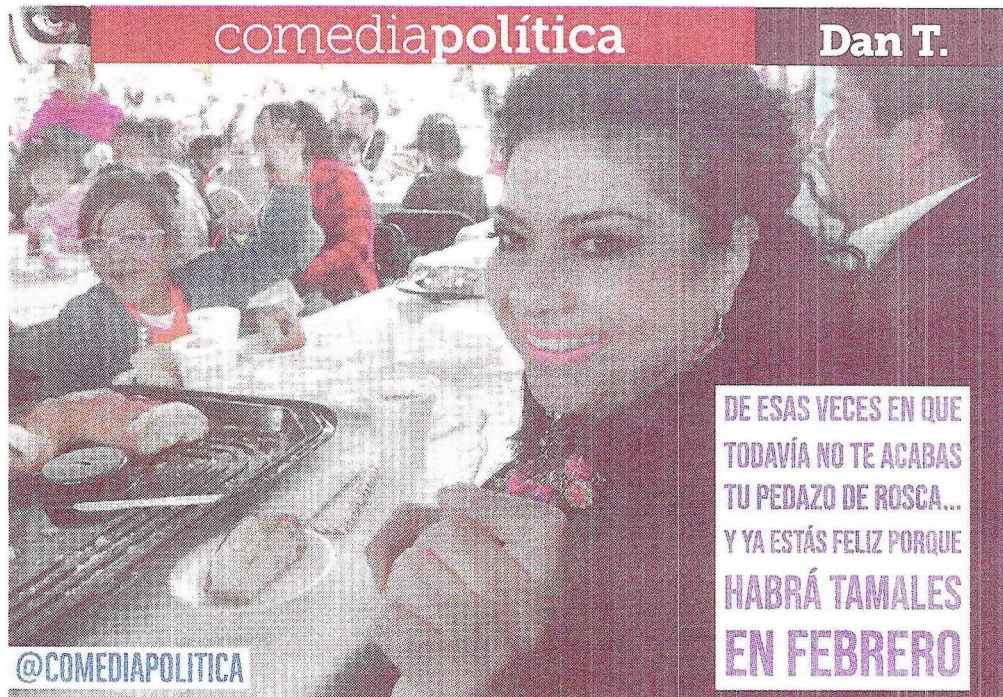 comediapolítica
Dan T.
DE ESAS VECES EN QUE
TODAVÍA NO TE ACABAS
TU PEDAZO DE ROSCA...
Y YA ESTÁS FELIZ PORQUE
HABRÁ TAMALES
EN FEBRERO
@COMEDIAPOLITICA